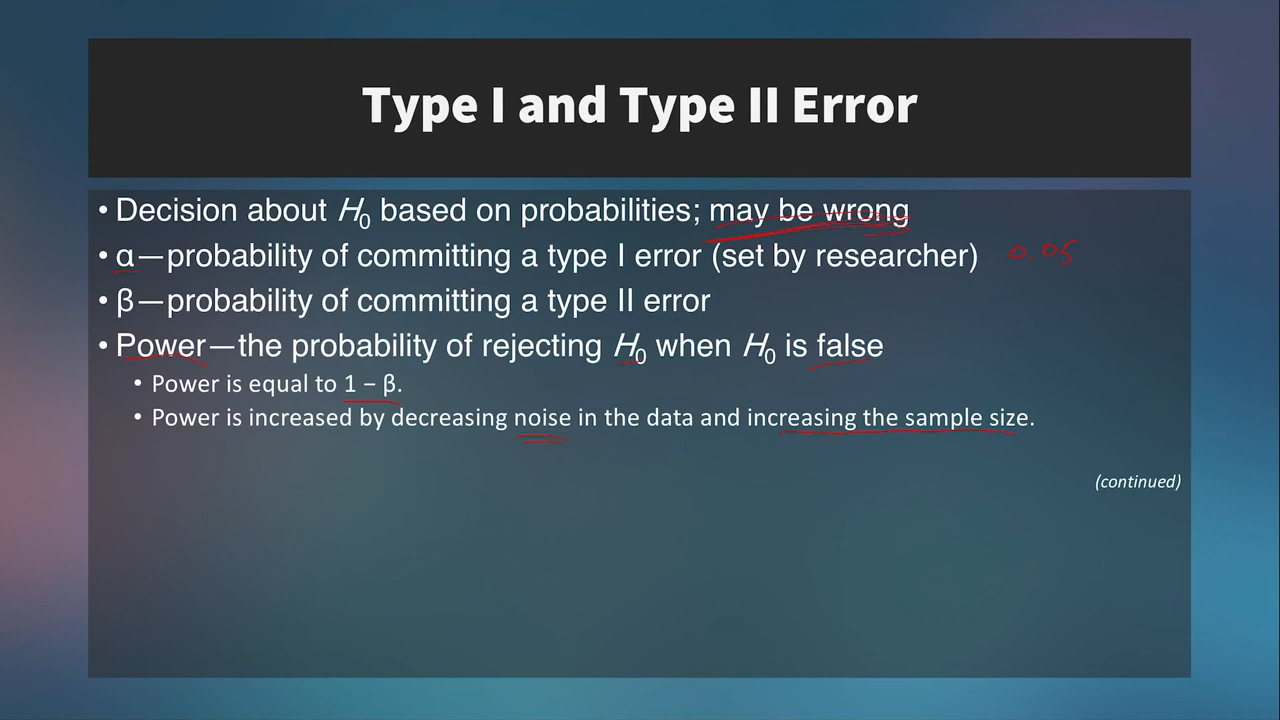 Type I and Type II Error
• Decision about H₀ based on probabilities; may be wrong
• α—probability of committing a type I error (set by researcher) 0.05
• β—probability of committing a type II error
• Power—the probability of rejecting H₀ when H₀ is false
• Power is equal to 1 − β.
• Power is increased by decreasing noise in the data and increasing the sample size.
(continued)